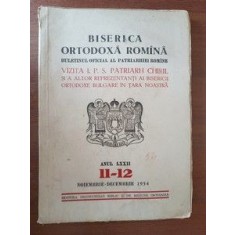 BISERICA
ORTODOXĂ ROMÎNĂ
BULETINUL OFICIAL AL PATRIARHIEI ROMÎNE
VIZITA I. P. S. PATRIARH CHIRIL
ȘI A ALTOR REPREZENTANȚI AI BISERICII
ORTODOXE BULGARE ÎN ȚARA NOASTRĂ
ANUL LXXII
11-12
NOIEMBRIE-DECEMBRIE 1954